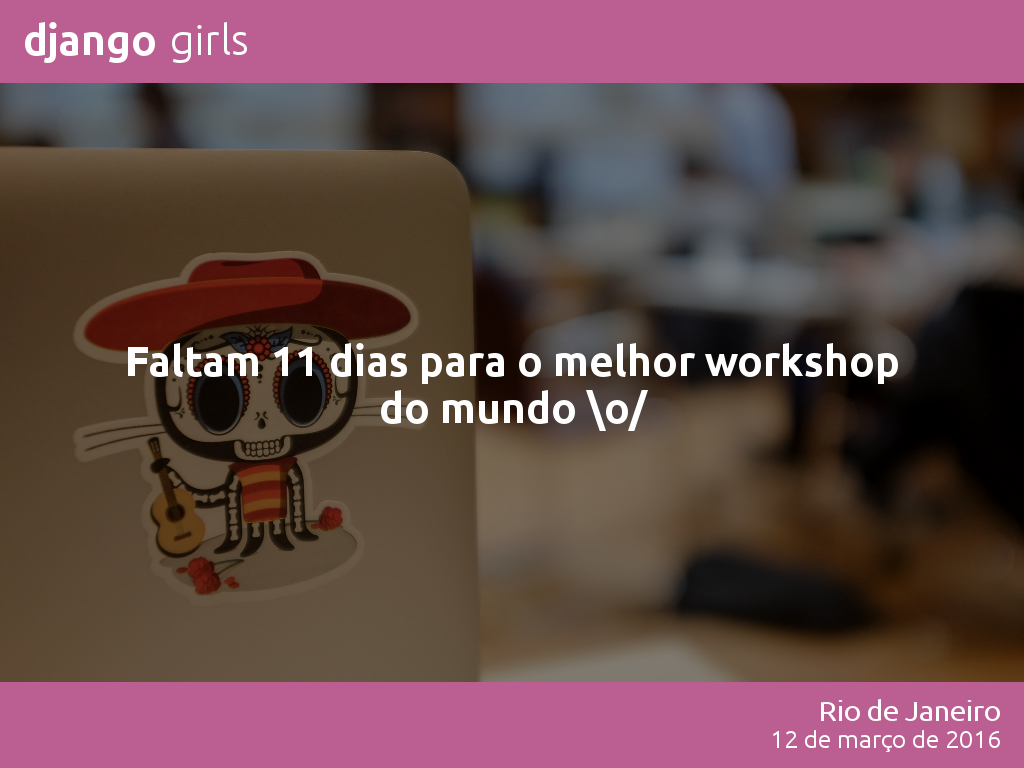 django girls
Faltam 11 dias para o melhor workshop
do mundo \o/
Rio de Janeiro
12 de março de 2016